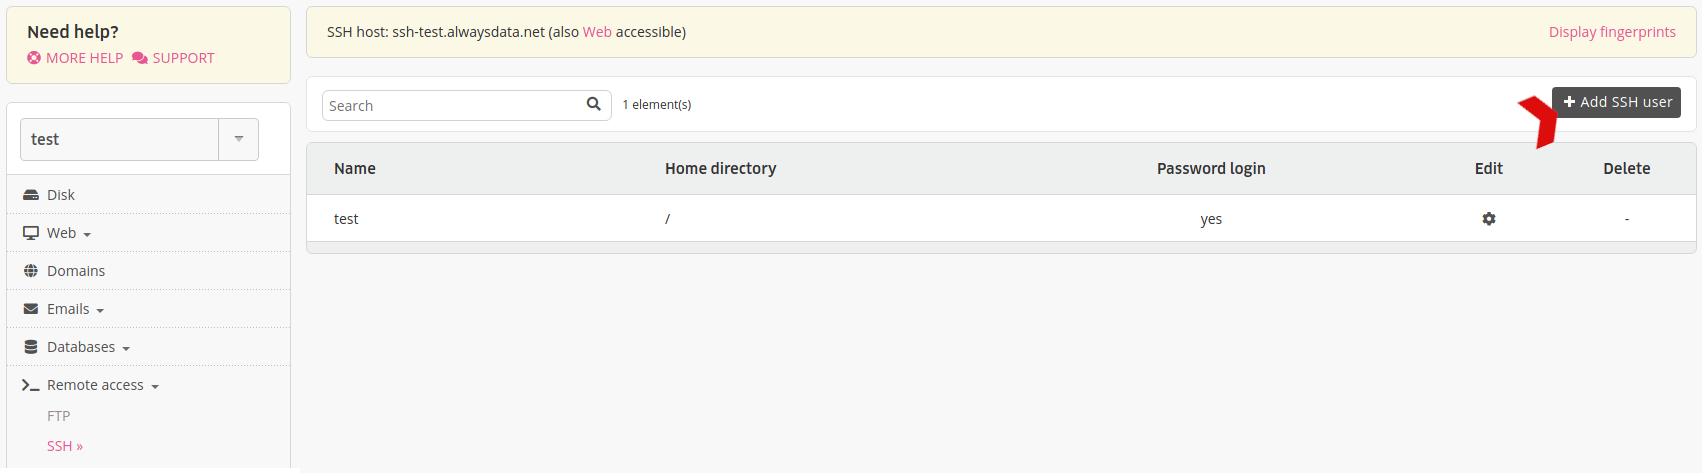 Need help?
MORE HELP SUPPORT
test
Disk
Web
Domains
Emails
Databases
Remote access
FTP
SSH »
SSH host: ssh-test.alwaysdata.net (also Web accessible)
Display fingerprints
Search
1 element(s)
+ Add SSH user
Name Home directory Password login Edit Delete
test / yes -